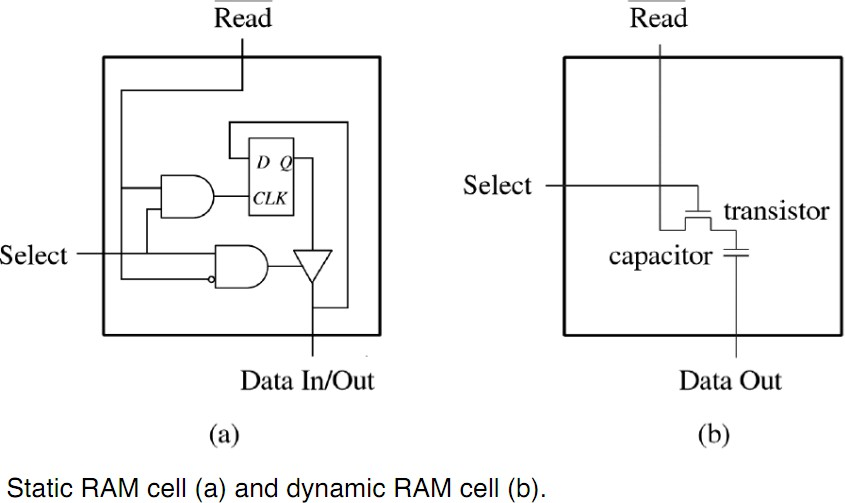 Read Read
D Q
CLK
Select
Select
transistor
capacitor
Data In/Out Data Out
(a) (b)
Static RAM cell (a) and dynamic RAM cell (b).